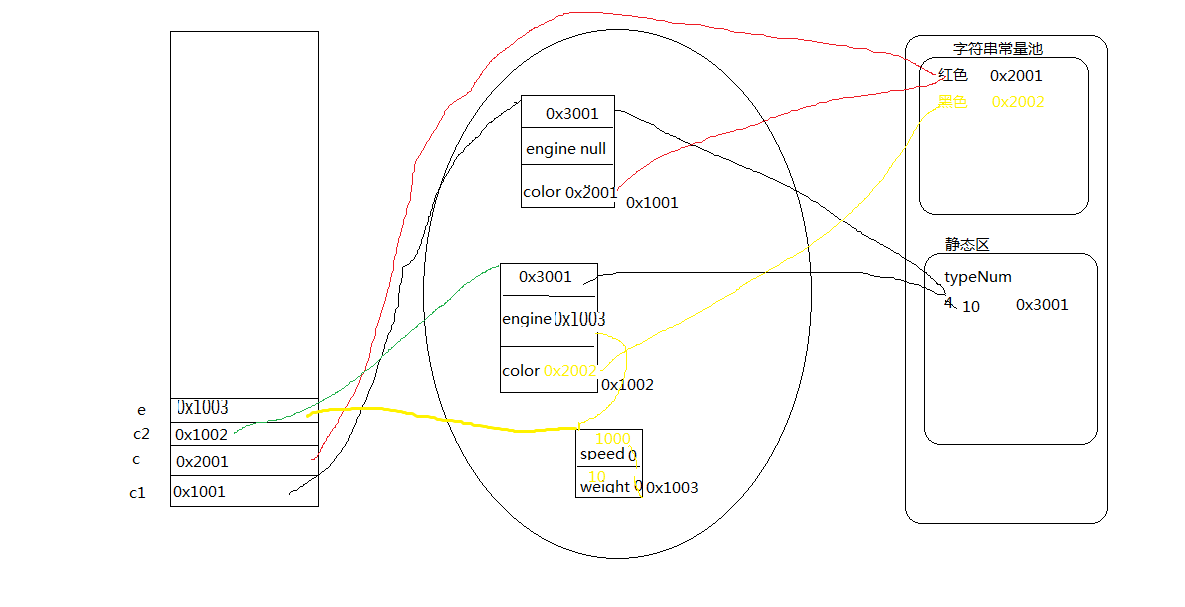 e 0x1003
c2 0x1002
c 0x2001
c1 0x1001
0x3001
engine null
color 0x2001
0x1001
0x3001
engine 0x1003
color 0x2002
0x1002
1000
speed 0
10
weight 0
0x1003
字符串常量池
红色 0x2001
黑色 0x2002
静态区
typeNum
4 10 0x3001